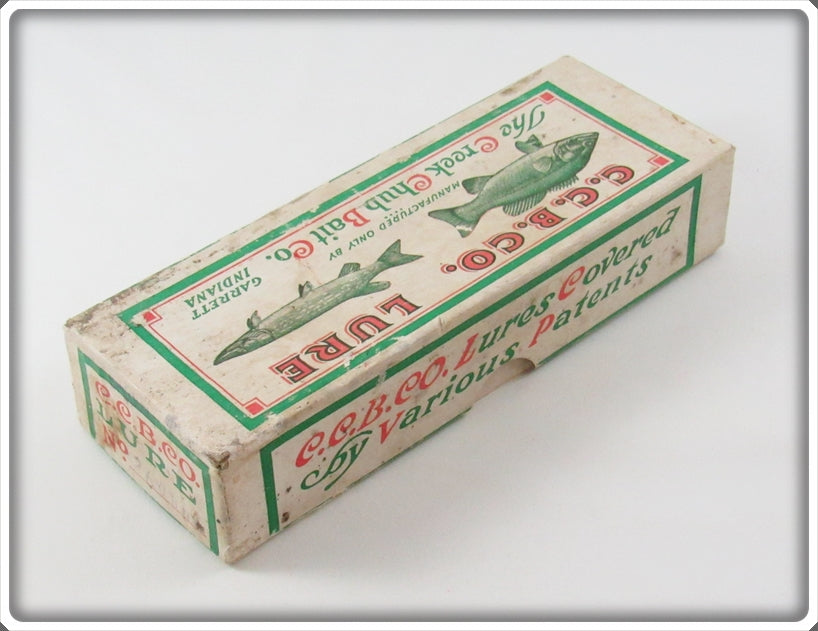 C.C.B.CO. LURE
MANUFACTURED ONLY BY
The Creek Chub Bait Co.
GARRETT
INDIANA
C.C.B.CO. Lures Covered
by Various Patents
C.C.B.CO.
LURE
No